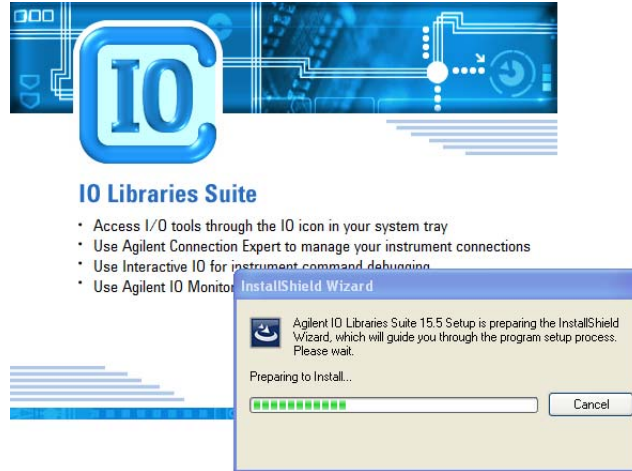 IO
IO Libraries Suite
· Access I/O tools through the IO icon in your system tray
· Use Agilent Connection Expert to manage your instrument connections
· Use Interactive IO for instrument command debugging
· Use Agilent IO Monitor
InstallShield Wizard
Agilent IO Libraries Suite 15.5 Setup is preparing the InstallShield
Wizard, which will guide you through the program setup process.
Please wait.
Preparing to Install...
Cancel